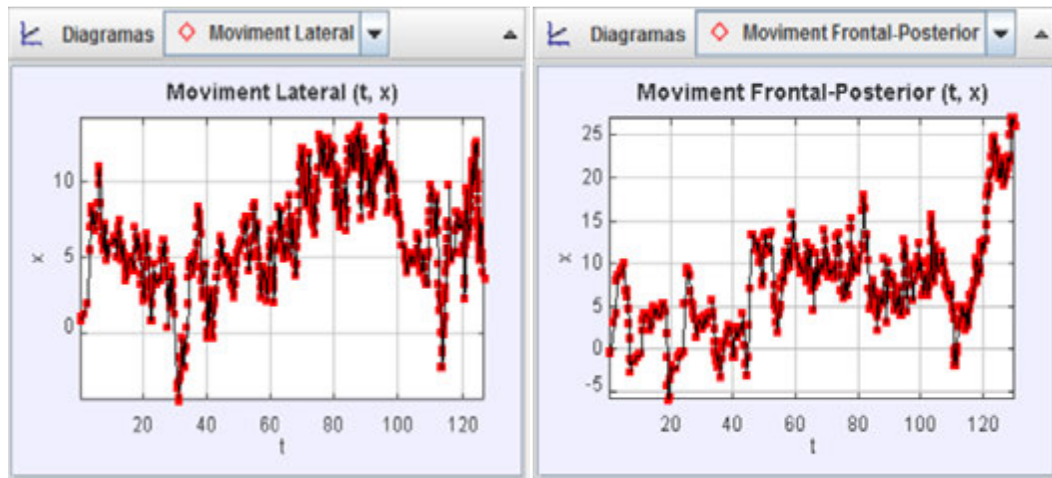 Diagramas Moviment Lateral
Moviment Lateral (t, x)
10
5
0
x
20 40 60 80 100 120
t
Diagramas Moviment Frontal-Posterior
Moviment Frontal-Posterior (t, x)
25
20
15
10
5
0
-5
x
20 40 60 80 100 120
t